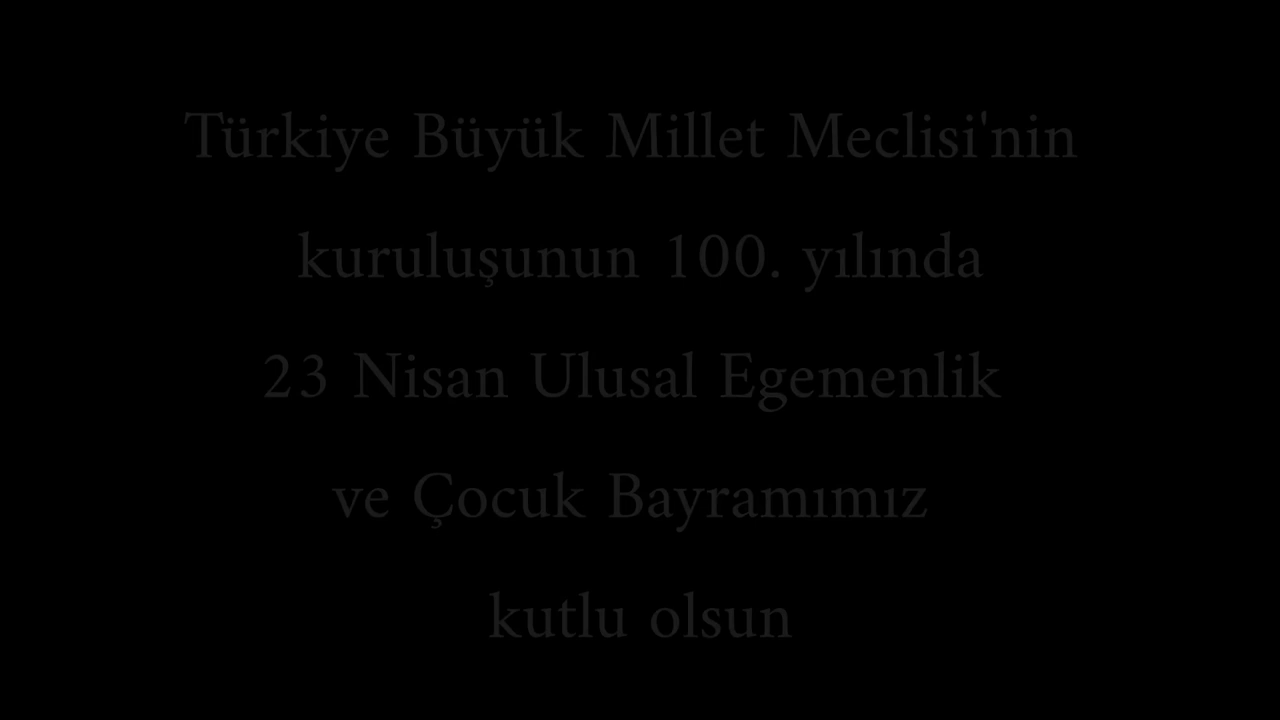 Türkiye Büyük Millet Meclisi'nin
kuruluşunun 100. yılında
23 Nisan Ulusal Egemenlik
ve Çocuk Bayramımız
kutlu olsun